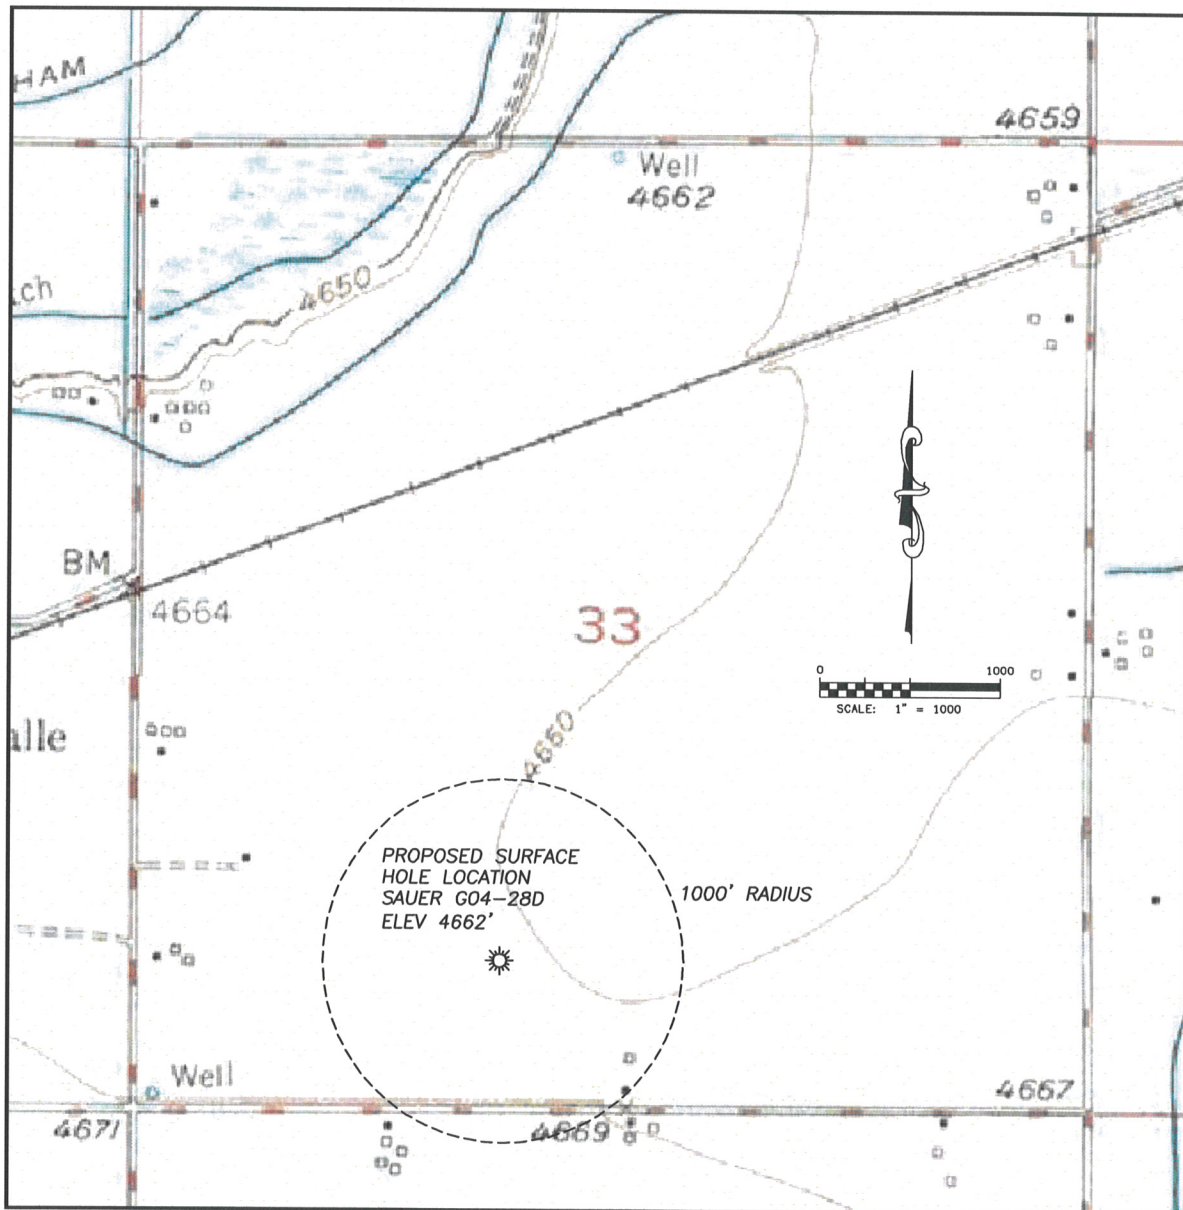 HAM
4659
Well
4662
tch
4650
BM
4664
33
0 1000
SCALE: 1" = 1000
alle
4660
PROPOSED SURFACE
HOLE LOCATION
SAUER G04-28D
ELEV 4662'
1000' RADIUS
Well
4667
4671
4669